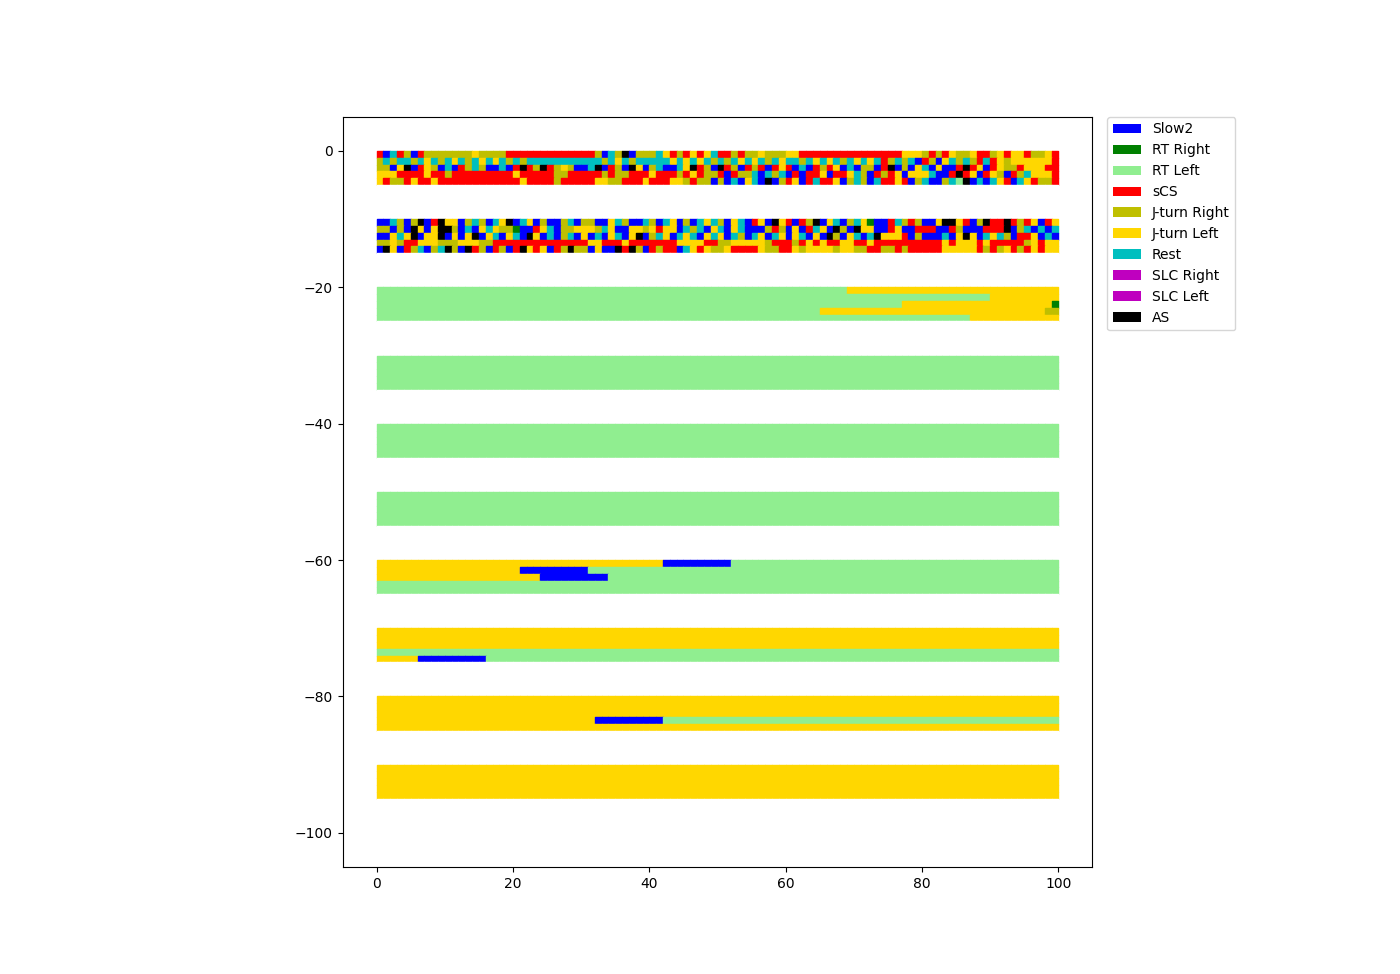 0
−20
−40
−60
−80
−100
0
20
40
60
80
100
Slow2
RT Right
RT Left
sCS
J-turn Right
J-turn Left
Rest
SLC Right
SLC Left
AS